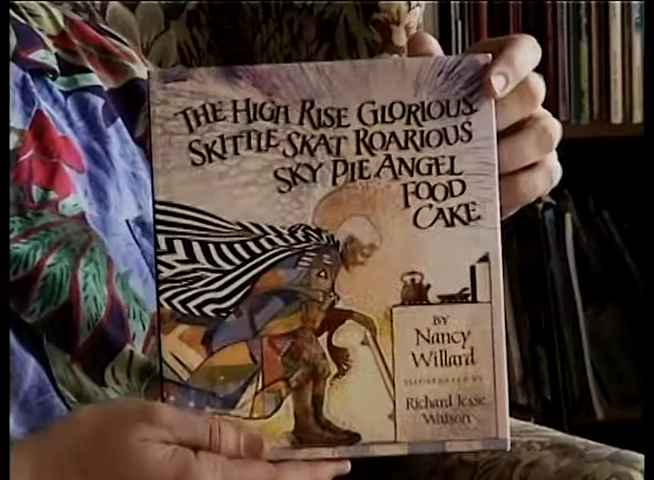 THE HIGH RISE GLORIOUS
SKITTLE SKAT ROARIOUS
SKY PIE ANGEL
FOOD
CAKE
BY
Nancy
Willard
ILLUSTRATED BY
Richard Jesse
Watson